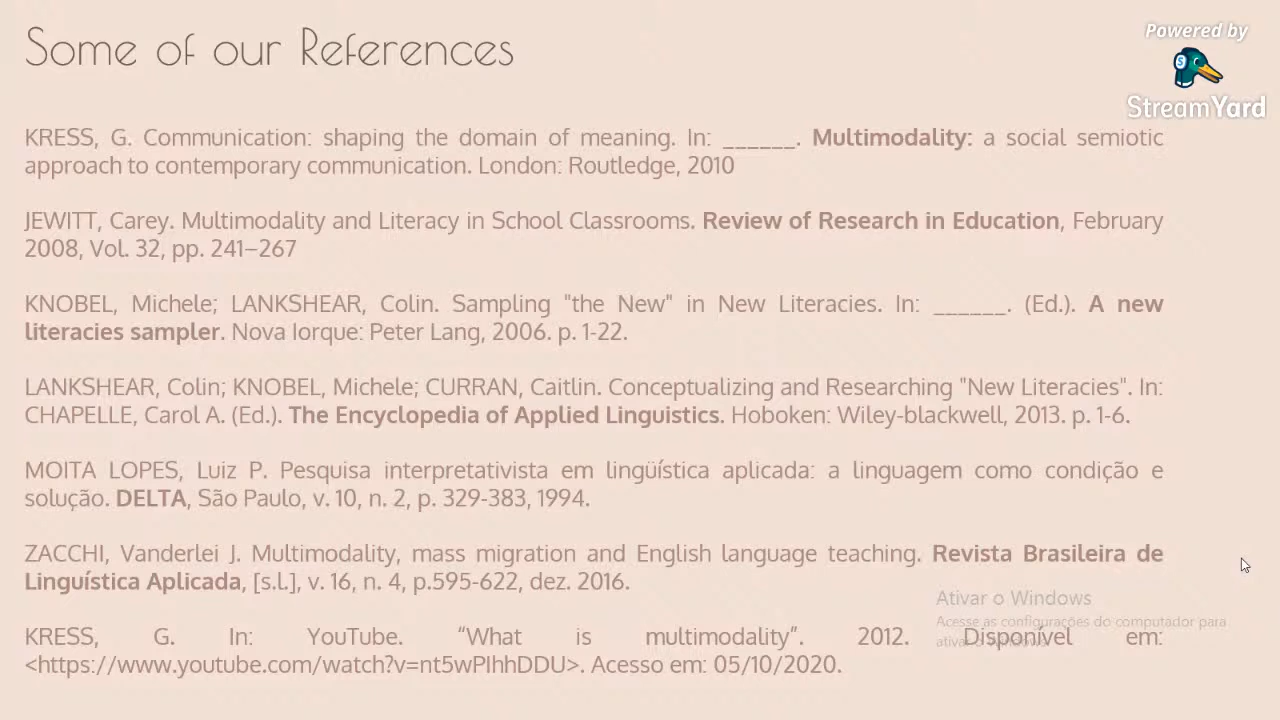 Some of our References
Powered by
StreamYard
KRESS, G. Communication: shaping the domain of meaning. In: ______. Multimodality: a social semiotic
approach to contemporary communication. London: Routledge, 2010
JEWITT, Carey. Multimodality and Literacy in School Classrooms. Review of Research in Education, February
2008, Vol. 32, pp. 241–267
KNOBEL, Michele; LANKSHEAR, Colin. Sampling "the New" in New Literacies. In: ______. (Ed.). A new
literacies sampler. Nova Iorque: Peter Lang, 2006. p. 1-22.
LANKSHEAR, Colin; KNOBEL, Michele; CURRAN, Caitlin. Conceptualizing and Researching "New Literacies". In:
CHAPELLE, Carol A. (Ed.). The Encyclopedia of Applied Linguistics. Hoboken: Wiley-blackwell, 2013. p. 1-6.
MOITA LOPES, Luiz P. Pesquisa interpretativista em lingüística aplicada: a linguagem como condição e
solução. DELTA, São Paulo, v. 10, n. 2, p. 329-383, 1994.
ZACCHI, Vanderlei J. Multimodality, mass migration and English language teaching. Revista Brasileira de
Linguística Aplicada, [s.l.], v. 16, n. 4, p.595-622, dez. 2016.
KRESS, G. In: YouTube. “What is multimodality”. 2012. Disponível em:
<https://www.youtube.com/watch?v=nt5wPIhhDDU>. Acesso em: 05/10/2020.
Ativar o Windows
Acesse as configurações do computador para
ativar o Windows.